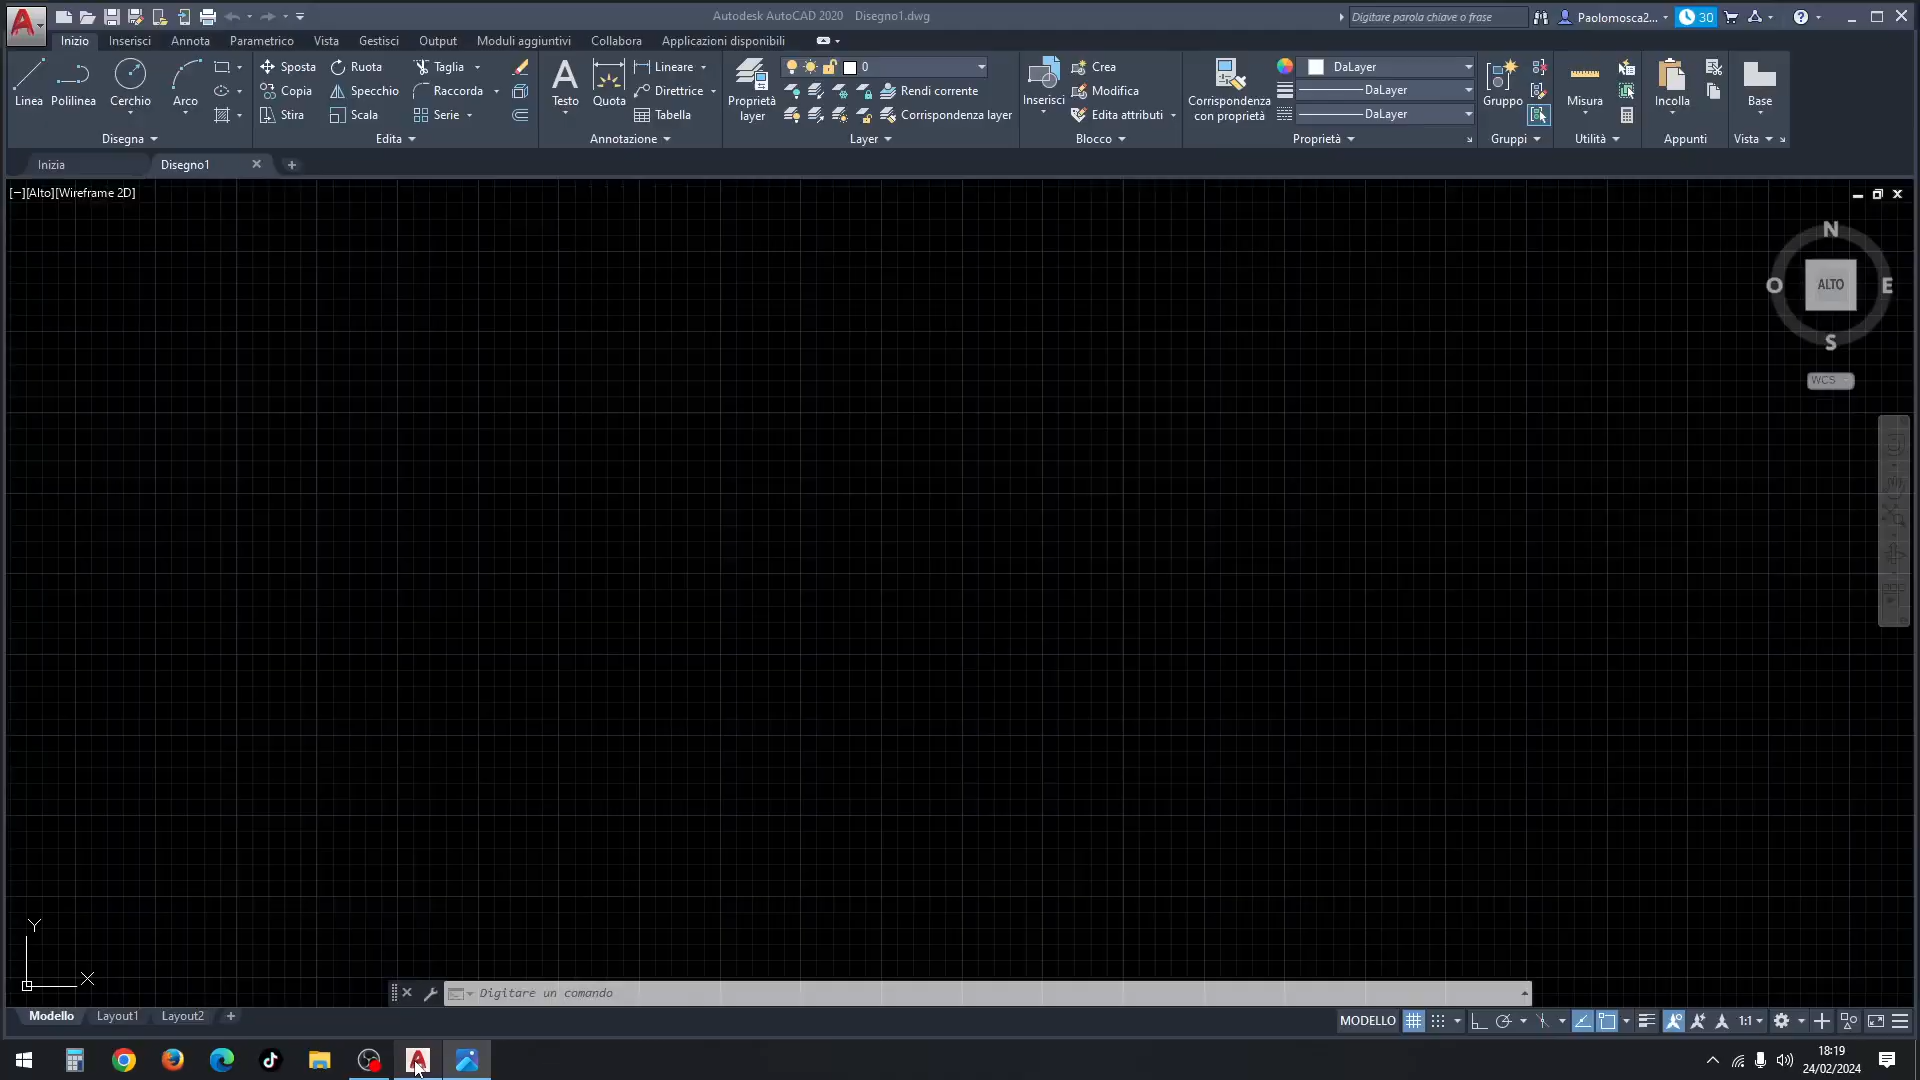 Autodesk AutoCAD 2020 Disegno1.dwg
Digitare parola chiave o frase
Paolomosca2...
30
Inizio Inserisci Annota Parametrico Vista Gestisci Output Moduli aggiuntivi Collabora Applicazioni disponibili
Linea
Polilinea
Cerchio
Arco
Disegna
Sposta Ruota Taglia
Copia Specchio Raccorda
Stira Scala Serie
Edita
Testo
Quota
Lineare
Direttrice
Tabella
Annotazione
Proprietà
layer
0
Rendi corrente
Corrispondenza layer
Layer
Inserisci
Crea
Modifica
Edita attributi
Blocco
Corrispondenza
con proprietà
DaLayer
DaLayer
DaLayer
Proprietà
Gruppo
Gruppi
Misura
Utilità
Incolla
Appunti
Base
Vista
Inizia
Disegno1
[−][Alto][Wireframe 2D]
N
O
ALTO
E
S
WCS
Y
X
Digitare un comando
Modello Layout1 Layout2
MODELLO
1:1
18:19
24/02/2024